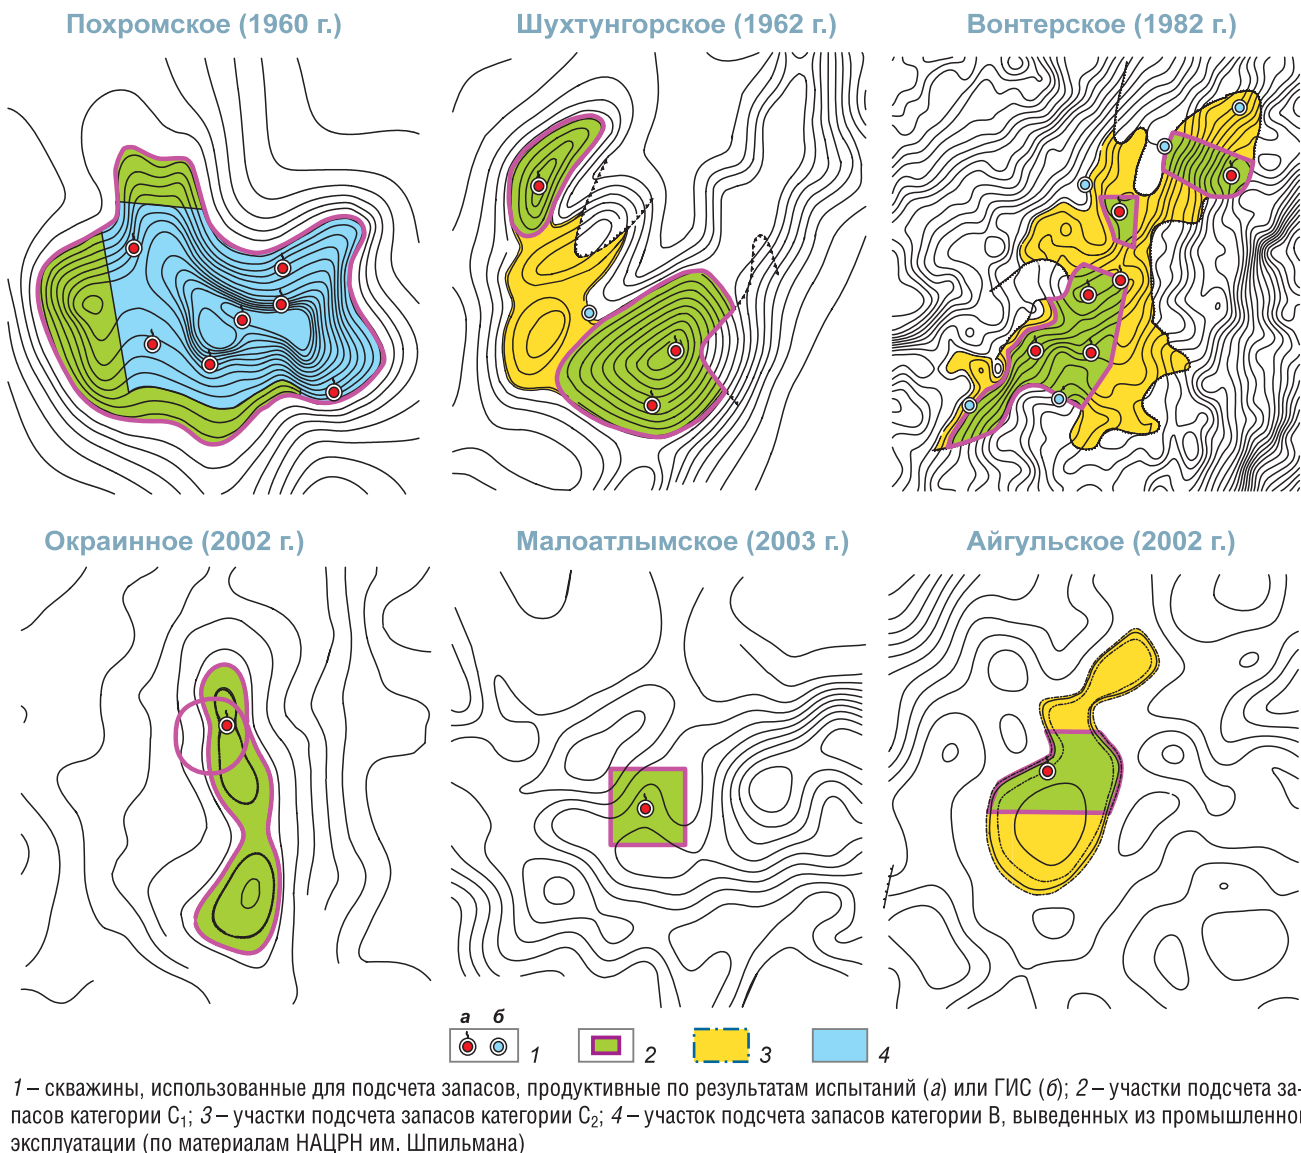 Похромское (1960 г.) Шухтунгорское (1962 г.) Вонтерское (1982 г.)
Окраинное (2002 г.) Малоатлымское (2003 г.) Айгульское (2002 г.)
а б
1 2 3 4
1 – скважины, использованные для подсчета запасов, продуктивные по результатам испытаний (а) или ГИС (б); 2 – участки подсчета за-
пасов категории С₁; 3 – участки подсчета запасов категории С₂; 4 – участок подсчета запасов категории В, выведенных из промышленно
эксплуатации (по материалам НАЦРН им. Шпильмана)